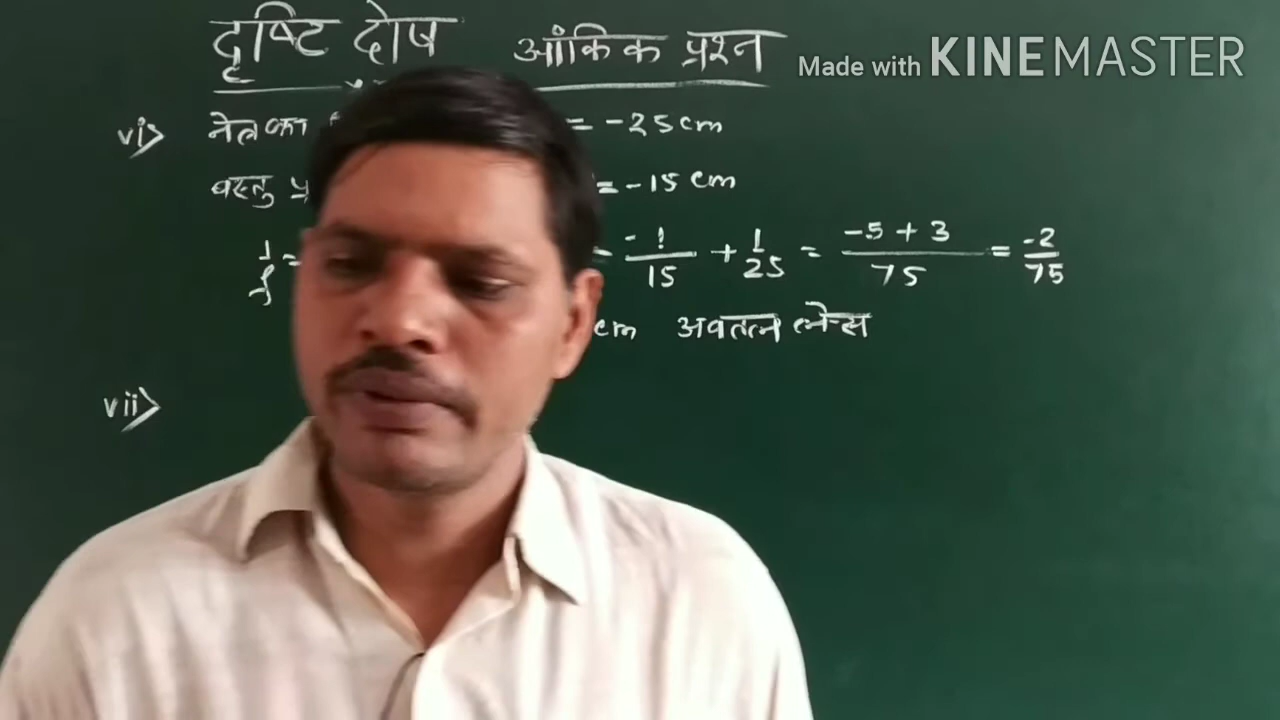 दृष्टि दोष आंकिक प्रश्न
Made with KINEMASTER
vi> नेत्र का = -25 cm
वस्तु = -15 cm
1/f = = -1/15 + 1/25 = -5 + 3/75 = -2/75
cm अवतल लेन्स
vii>